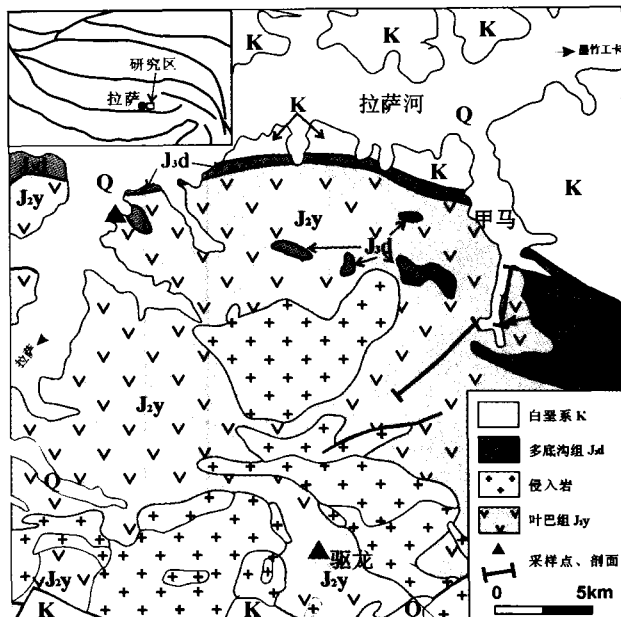 研究区
拉萨
K
K
K
墨竹工卡
K
拉萨河
Q
J₃d
K
K
J₂y
Q
J₂y
甲马
J₃d
拉萨
J₂y
Q
驱龙
J₂y
J₂y
K
K
Q
白垩系 K
多底沟组 J₃d
侵入岩
叶巴组 J₂y
采样点、剖面
0 5km